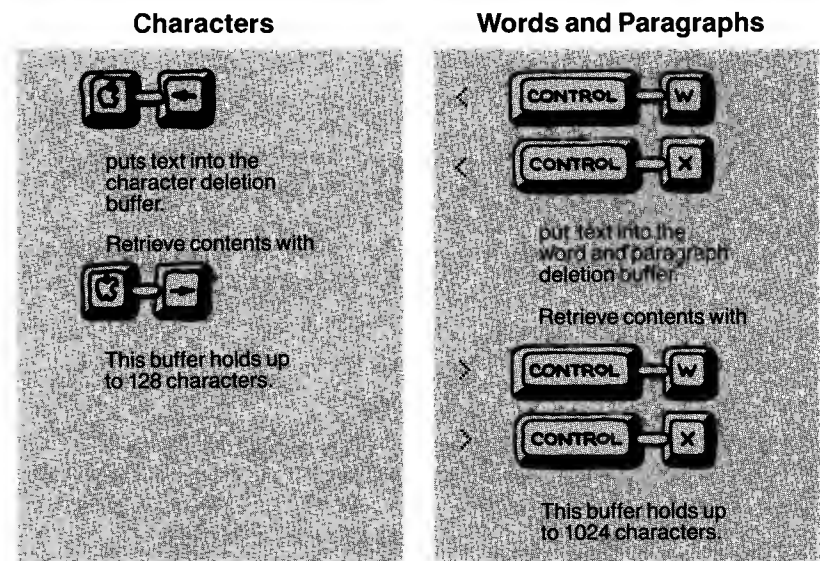 Characters
puts text into the
character deletion
buffer.
Retrieve contents with
This buffer holds up
to 128 characters.
Words and Paragraphs
< CONTROL W
< CONTROL X
put text into the
word and paragraph
deletion buffer.
Retrieve contents with
> CONTROL W
> CONTROL X
This buffer holds up
to 1024 characters.